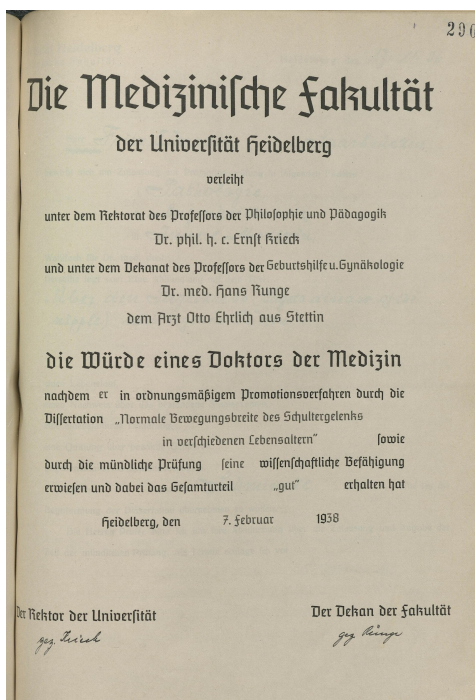 290
Die Medizinische Fakultät
der Universität Heidelberg
verleiht
unter dem Rektorat des Professors der Philosophie und Pädagogik
Dr. phil. h. c. Ernst Krieck
und unter dem Dekanat des Professors der Geburtshilfe u. Gynäkologie
Dr. med. Hans Runge
dem Arzt Otto Ehrlich aus Stettin
die Würde eines Doktors der Medizin
nachdem er in ordnungsmäßigem Promotionsverfahren durch die
Dissertation „Normale Bewegungsbreite des Schultergelenks
in verschiedenen Lebensaltern“ sowie
durch die mündliche Prüfung seine wissenschaftliche Befähigung
erwiesen und dabei das Gesamturteil „gut“ erhalten hat
Heidelberg, den 7. Februar 1938
Der Rektor der Universität Der Dekan der Fakultät
gez. Krieck gez. Runge